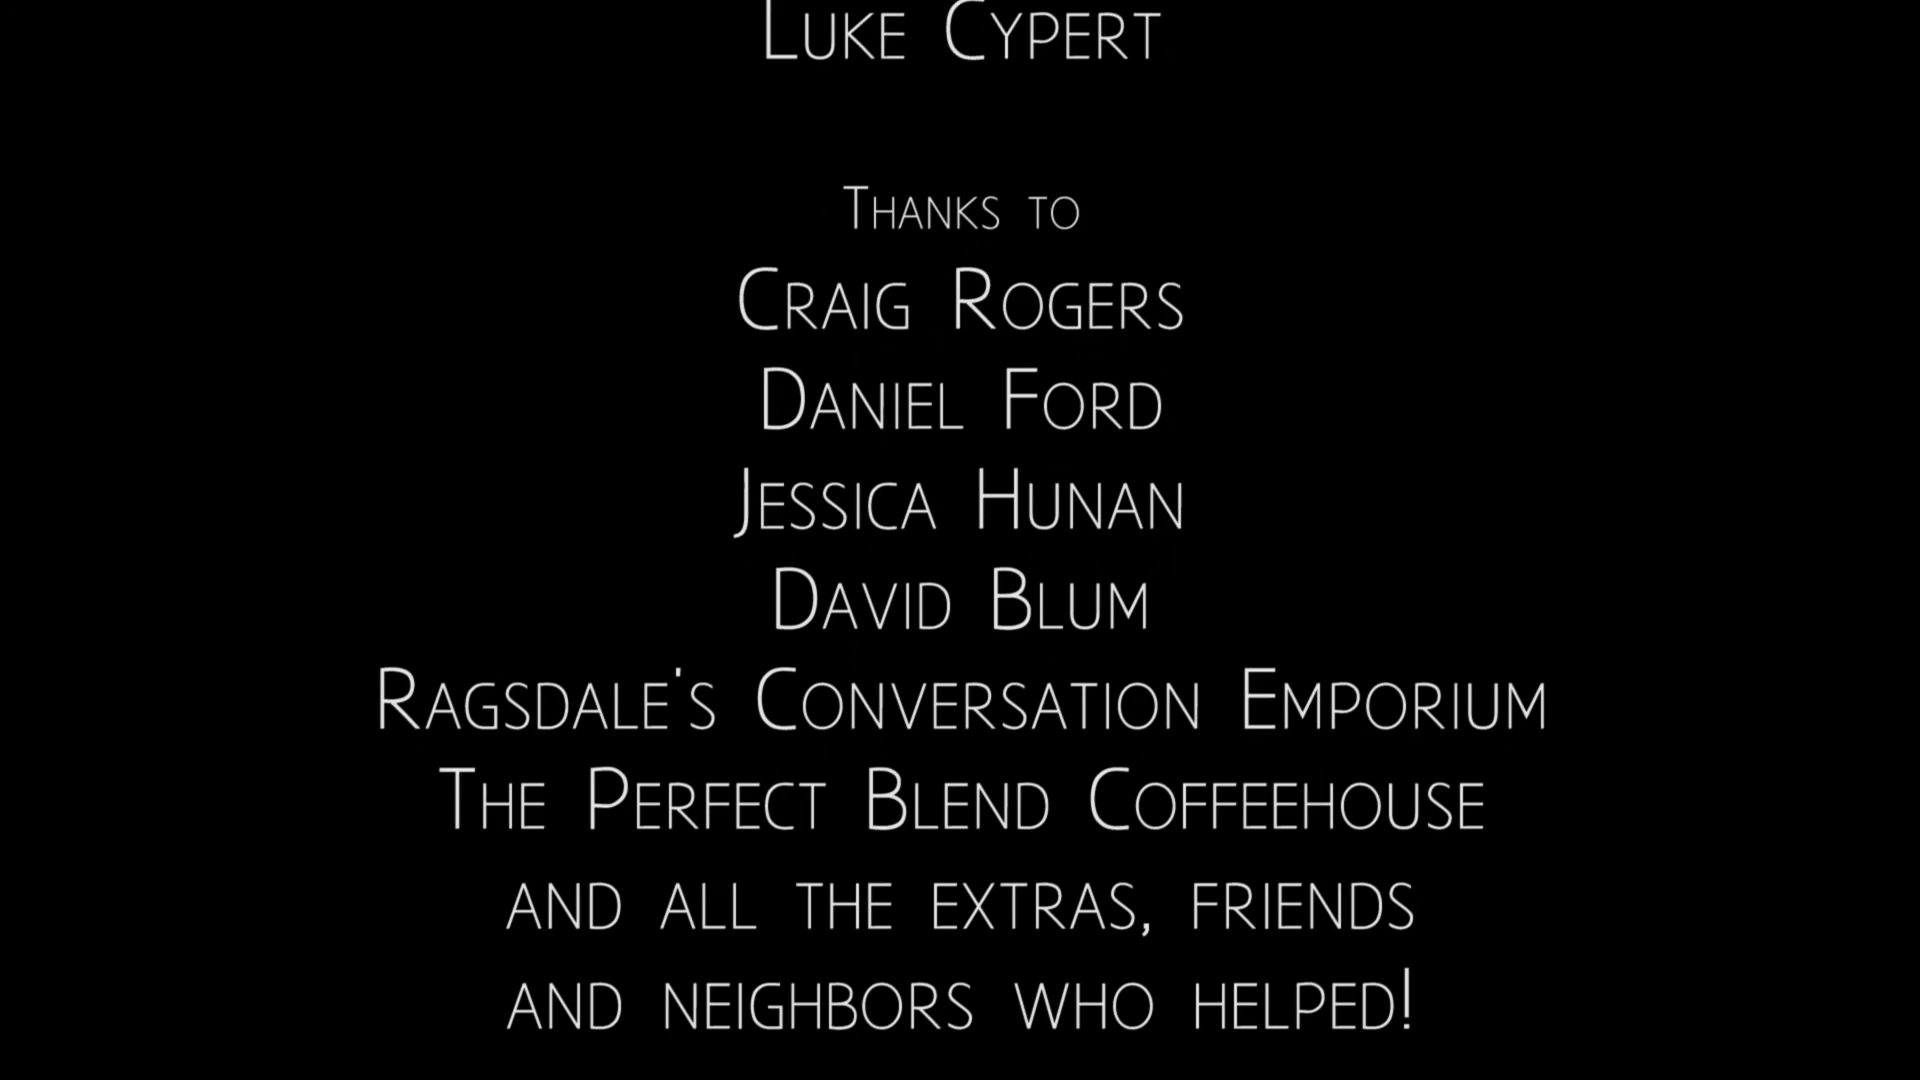 Luke Cypert
Thanks to
Craig Rogers
Daniel Ford
Jessica Hunan
David Blum
Ragsdale's Conversation Emporium
The Perfect Blend Coffeehouse
and all the extras, friends
and neighbors who helped!